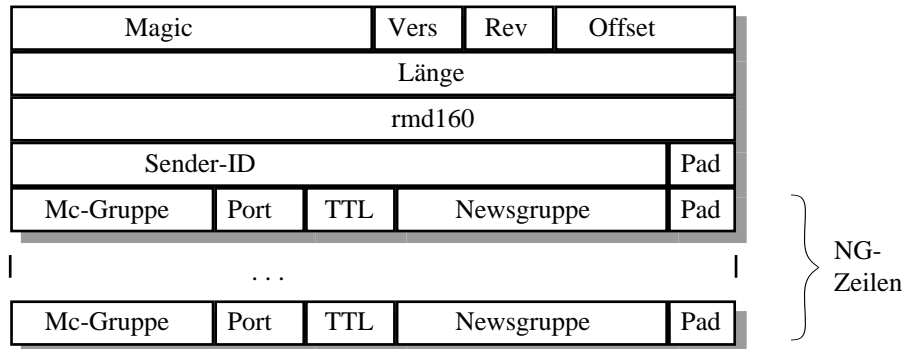 Magic Vers Rev Offset
Länge
rmd160
Sender-ID Pad
Mc-Gruppe Port TTL Newsgruppe Pad
. . .
NG-
Zeilen
Mc-Gruppe Port TTL Newsgruppe Pad